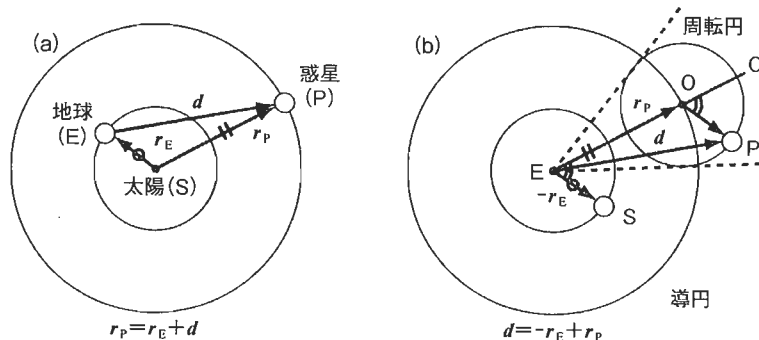 (a)
惑星
(P)
地球
(E)
d
r_E
r_P
太陽(S)
r_P=r_E+d
(b)
周転円
O
C
r_P
d
P
E
-r_E
S
導円
d=-r_E+r_P